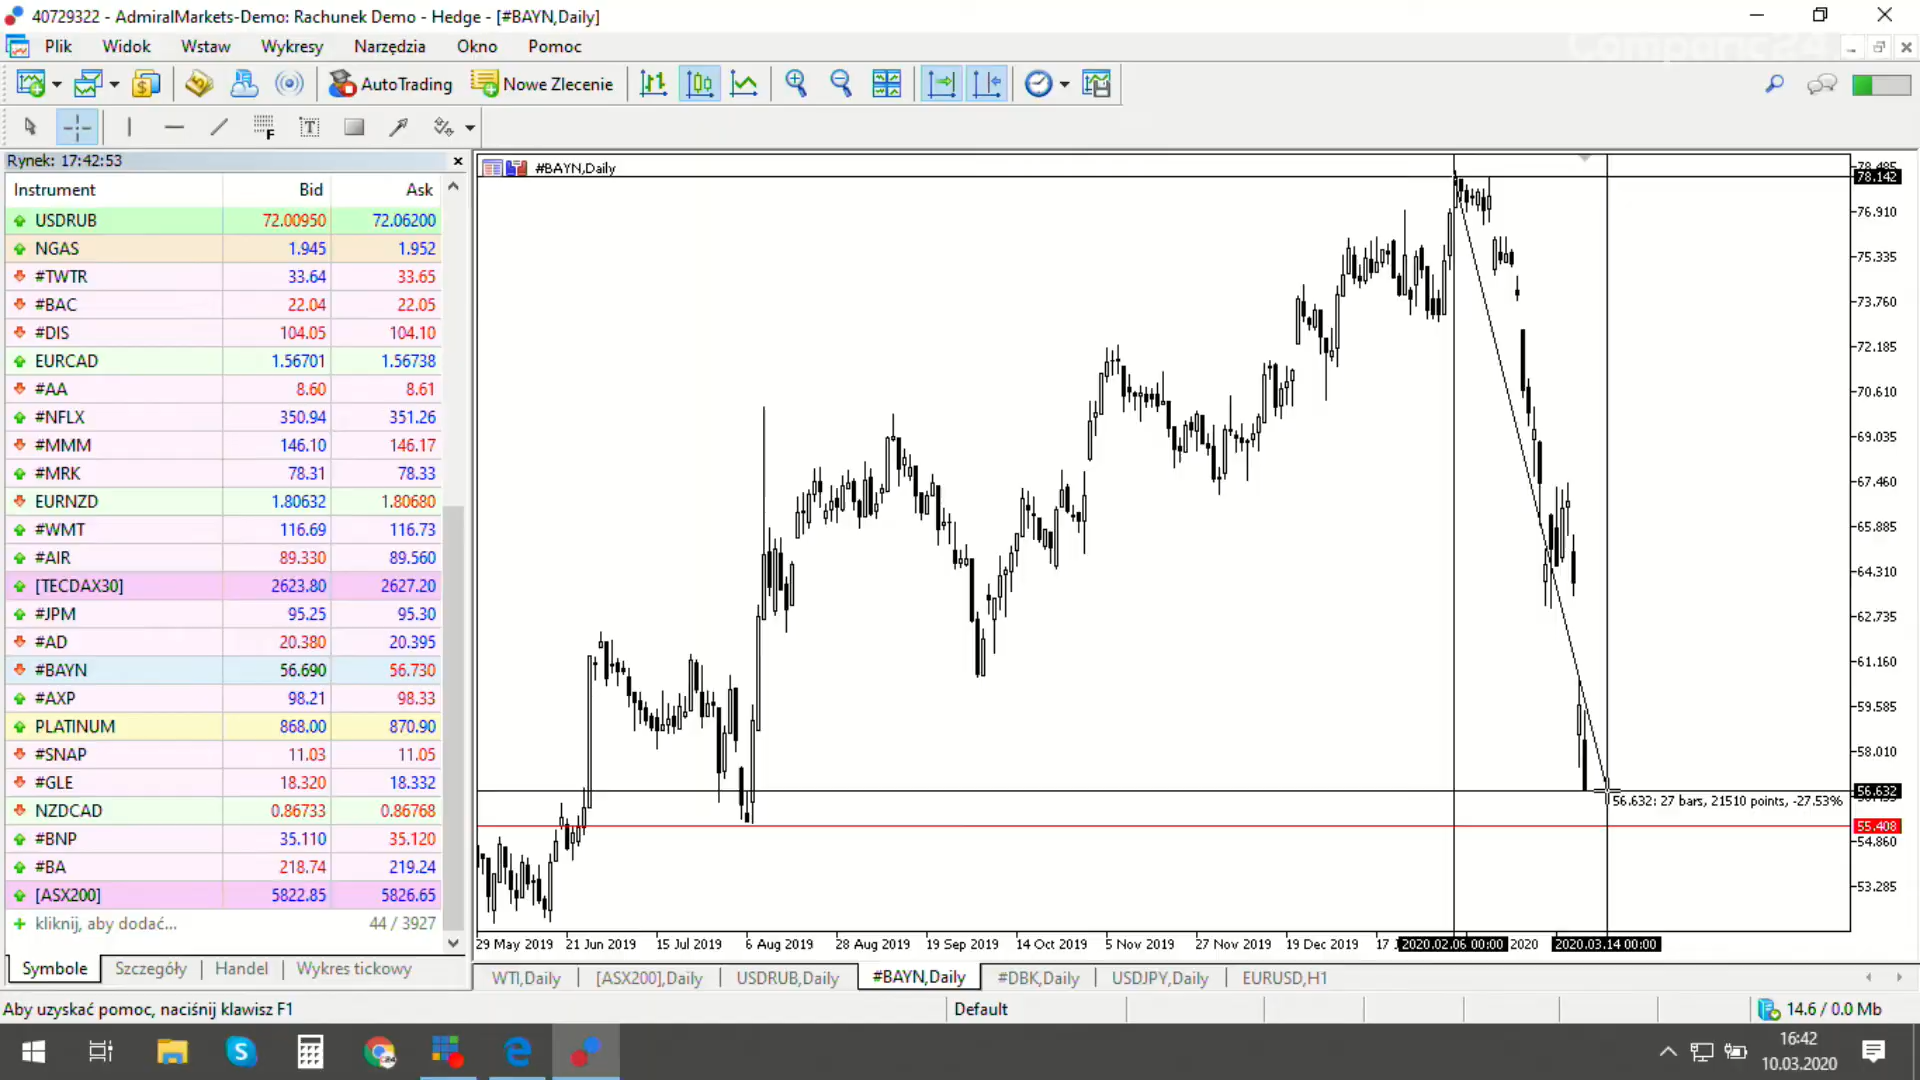 40729322 - AdmiralMarkets-Demo: Rachunek Demo - Hedge - [#BAYN,Daily]
Plik Widok Wstaw Wykresy Narzędzia Okno Pomoc
AutoTrading Nowe Zlecenie
F T
Rynek: 17:42:53
Instrument Bid Ask
USDRUB 72.00950 72.06200
NGAS 1.945 1.952
#TWTR 33.64 33.65
#BAC 22.04 22.05
#DIS 104.05 104.10
EURCAD 1.56701 1.56738
#AA 8.60 8.61
#NFLX 350.94 351.26
#MMM 146.10 146.17
#MRK 78.31 78.33
EURNZD 1.80632 1.80680
#WMT 116.69 116.73
#AIR 89.330 89.560
[TECDAX30] 2623.80 2627.20
#JPM 95.25 95.30
#AD 20.380 20.395
#BAYN 56.690 56.730
#AXP 98.21 98.33
PLATINUM 868.00 870.90
#SNAP 11.03 11.05
#GLE 18.320 18.332
NZDCAD 0.86733 0.86768
#BNP 35.110 35.120
#BA 218.74 219.24
[ASX200] 5822.85 5826.65
kliknij, aby dodać... 44 / 3927
Symbole Szczegóły Handel Wykres tickowy
#BAYN,Daily
78.485
78.142
76.910
75.335
73.760
72.185
70.610
69.035
67.460
65.885
64.310
62.735
61.160
59.585
58.010
56.632
56.632: 27 bars, 21510 points, -27.53%
55.408
54.860
53.285
29 May 2019 21 Jun 2019 15 Jul 2019 6 Aug 2019 28 Aug 2019 19 Sep 2019 14 Oct 2019 5 Nov 2019 27 Nov 2019 19 Dec 2019 17 2020.02.06 00:00 2020 2020.03.14 00:00
WTI,Daily [ASX200],Daily USDRUB,Daily #BAYN,Daily #DBK,Daily USDJPY,Daily EURUSD,H1
Aby uzyskać pomoc, naciśnij klawisz F1 Default 14.6 / 0.0 Mb
16:42
10.03.2020